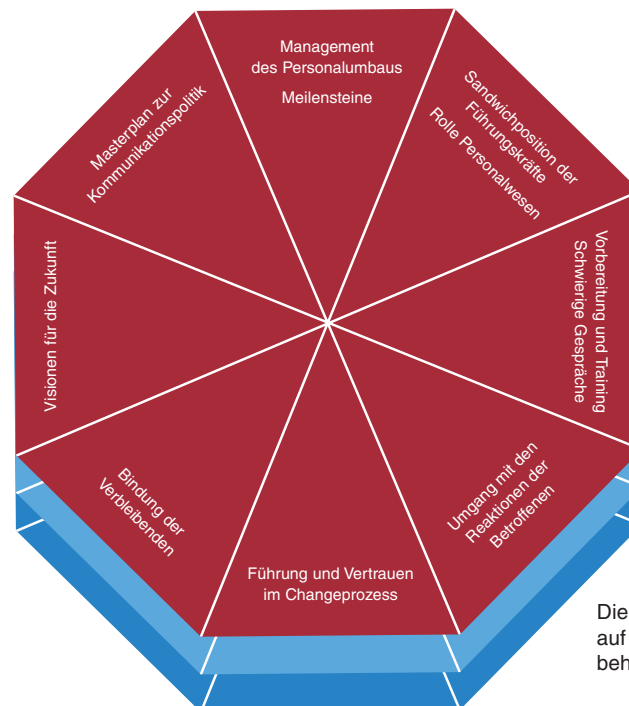 Management
des Personalumbaus
Meilensteine
Sandwichposition der
Führungskräfte
Rolle Personalwesen
Vorbereitung und Training
Schwierige Gespräche
Umgang mit den
Reaktionen der
Betroffenen
Führung und Vertrauen
im Changeprozess
Bindung der
Verbleibenden
Visionen für die Zukunft
Masterplan zur
Kommunikationspolitik
Die
auf
beh